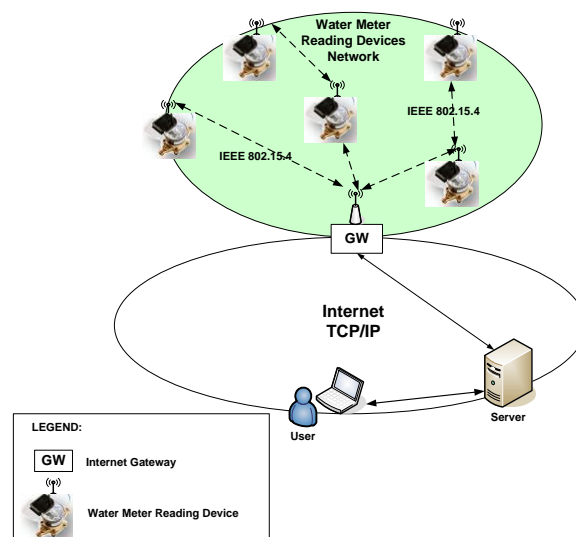 Water Meter
Reading Devices
Network
IEEE 802.15.4
IEEE 802.15.4
GW
Internet
TCP/IP
User
Server
LEGEND:
GW
Internet Gateway
Water Meter Reading Device